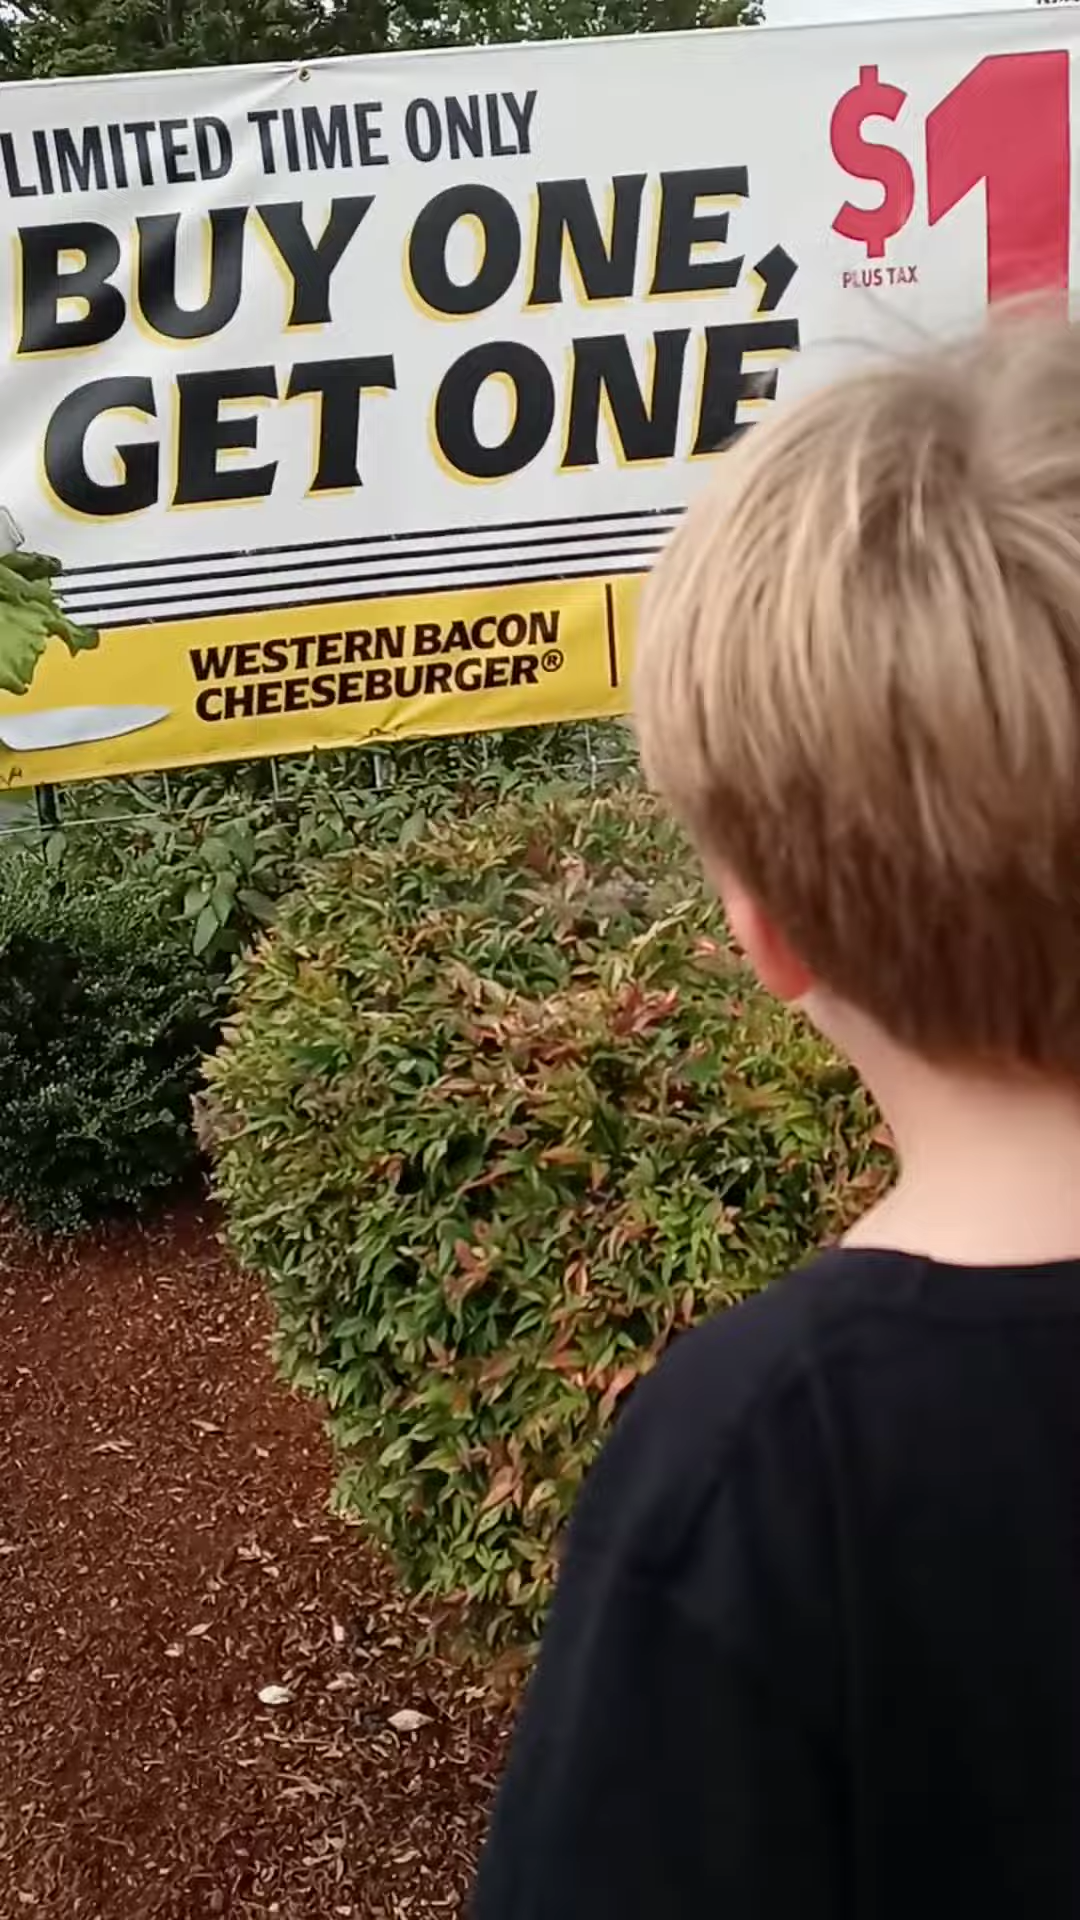 LIMITED TIME ONLY
BUY ONE,
GET ONE
$1
PLUS TAX
WESTERN BACON
CHEESEBURGER®